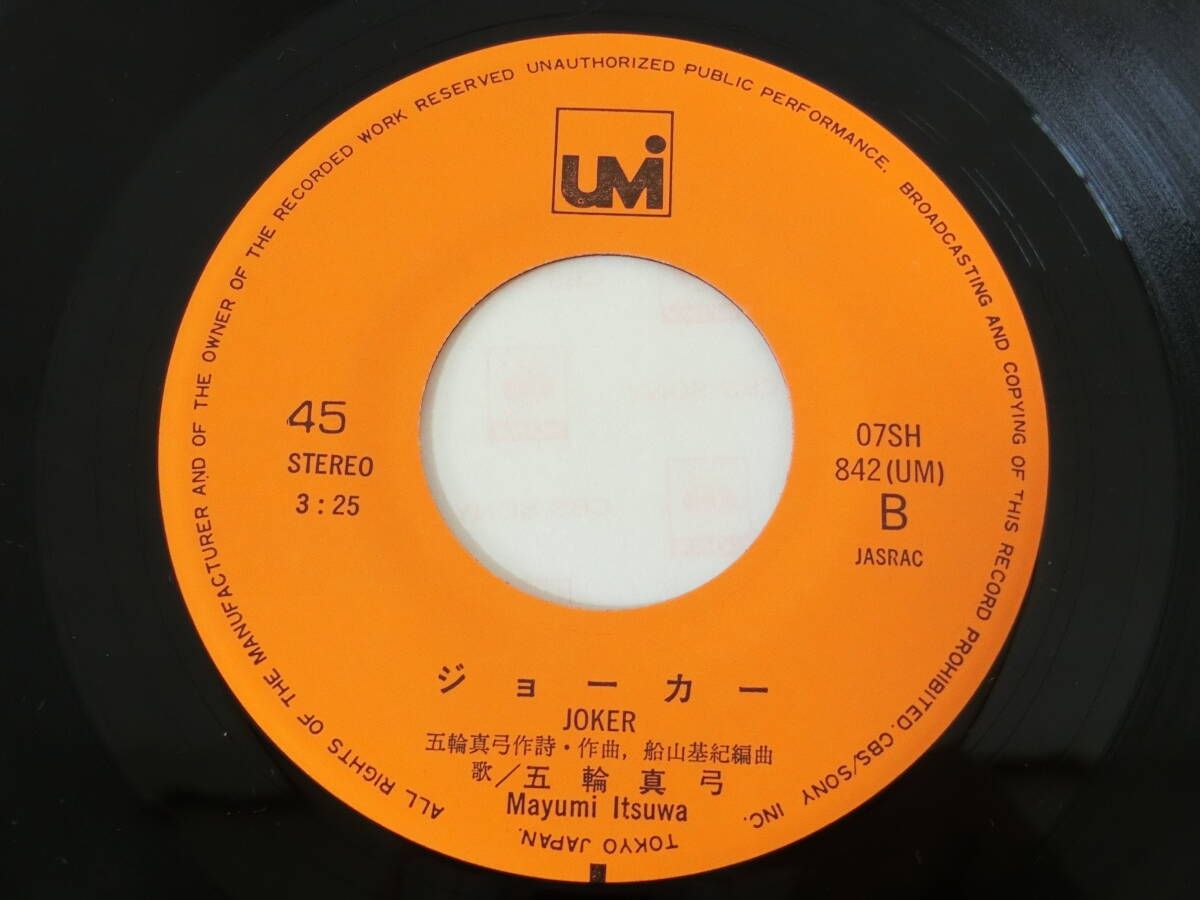 ALL RIGHTS OF THE MANUFACTURER AND OF THE OWNER OF THE RECORDED WORK RESERVED UNAUTHORIZED PUBLIC PERFORMANCE. BROADCASTING AND COPYING OF THIS RECORD PROHIBITED. CBS/SONY INC.
TOKYO JAPAN.
UMi
45
STEREO
3:25
07SH
842(UM)
B
JASRAC
ジョーカー
JOKER
五輪真弓作詩・作曲, 船山基紀編曲
歌/五輪真弓
Mayumi Itsuwa